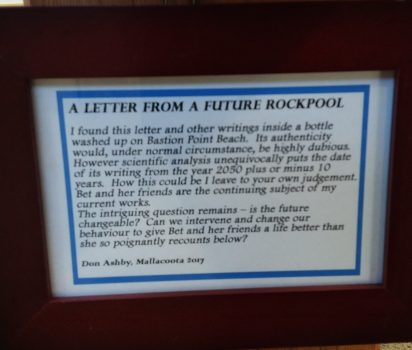 A LETTER FROM A FUTURE ROCKPOOL
I found this letter and other writings inside a bottle
washed up on Bastion Point Beach. Its authenticity
would, under normal circumstance, be highly dubious.
However scientific analysis unequivocally puts the date
of its writing from the year 2050 plus or minus 10
years. How this could be I leave to your own judgement.
Bet and her friends are the continuing subject of my
current works.
The intriguing question remains – is the future
changeable? Can we intervene and change our
behaviour to give Bet and her friends a life better than
she so poignantly recounts below?
Don Ashby, Mallacoota 2017